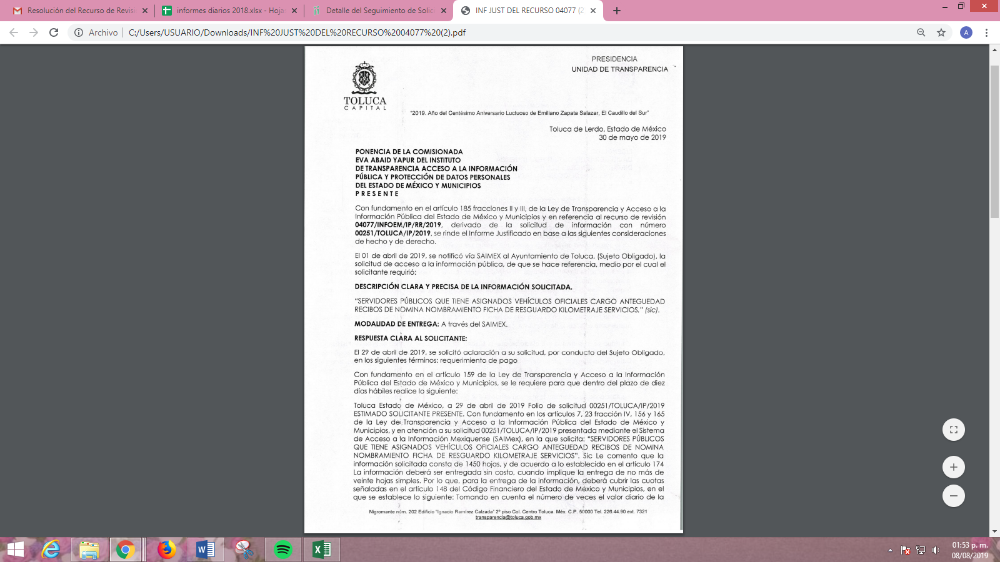 Resolución del Recurso de Revisi
informes diarios 2018.xlsx - Hoja
Detalle del Seguimiento de Solic
INF JUST DEL RECURSO 04077 (2
Archivo
C:/Users/USUARIO/Downloads/INF%20JUST%20DEL%20RECURSO%2004077%20(2).pdf
A
PRESIDENCIA
UNIDAD DE TRANSPARENCIA
TOLUCA
CAPITAL
"2019. Año del Centésimo Aniversario Luctuoso de Emiliano Zapata Salazar, El Caudillo del Sur"
Toluca de Lerdo, Estado de México
30 de mayo de 2019
PONENCIA DE LA COMISIONADA
EVA ABAID YAPUR DEL INSTITUTO
DE TRANSPARENCIA ACCESO A LA INFORMACIÓN
PÚBLICA Y PROTECCIÓN DE DATOS PERSONALES
DEL ESTADO DE MÉXICO Y MUNICIPIOS
P R E S E N T E
Con fundamento en el artículo 185 fracciones II y III, de la Ley de Transparencia y Acceso a la
Información Pública del Estado de México y Municipios y en referencia al recurso de revisión
04077/INFOEM/IP/RR/2019, derivado de la solicitud de información con número
00251/TOLUCA/IP/2019, se rinde el Informe Justificado en base a las siguientes consideraciones
de hecho y de derecho.
El 01 de abril de 2019, se notificó vía SAIMEX al Ayuntamiento de Toluca, (Sujeto Obligado), la
solicitud de acceso a la información pública, de que se hace referencia, medio por el cual el
solicitante requirió:
DESCRIPCIÓN CLARA Y PRECISA DE LA INFORMACIÓN SOLICITADA.
"SERVIDORES PÚBLICOS QUE TIENE ASIGNADOS VEHÍCULOS OFICIALES CARGO ANTEGUEDAD
RECIBOS DE NOMINA NOMBRAMIENTO FICHA DE RESGUARDO KILOMETRAJE SERVICIOS." (sic).
MODALIDAD DE ENTREGA: A través del SAIMEX.
RESPUESTA CLARA AL SOLICITANTE:
El 29 de abril de 2019, se solicitó aclaración a su solicitud, por conducto del Sujeto Obligado,
en los siguientes términos: requerimiento de pago
Con fundamento en el artículo 159 de la Ley de Transparencia y Acceso a la Información
Pública del Estado de México y Municipios, se le requiere para que dentro del plazo de diez
días hábiles realice lo siguiente:
Toluca Estado de México, a 29 de abril de 2019 Folio de solicitud 00251/TOLUCA/IP/2019
ESTIMADO SOLICITANTE PRESENTE. Con fundamento en los artículos 7, 23 fracción IV, 156 y 165
de la Ley de Transparencia y Acceso a la Información Pública del Estado de México y
Municipios, y en atención a su solicitud 00251/TOLUCA/IP/2019 presentada mediante el Sistema
de Acceso a la Información Mexiquense (SAIMex), en la que solicita: "SERVIDORES PÚBLICOS
QUE TIENE ASIGNADOS VEHÍCULOS OFICIALES CARGO ANTEGUEDAD RECIBOS DE NOMINA
NOMBRAMIENTO FICHA DE RESGUARDO KILOMETRAJE SERVICIOS". Sic Le comento que la
información solicitada consta de 1450 hojas, y de acuerdo a lo establecido en el artículo 174
La información deberá ser entregada sin costo, cuando implique la entrega de no más de
veinte hojas simples. Por lo que, para la entrega de la información, deberá cubrir las cuotas
señaladas en el artículo 148 del Código Financiero del Estado de México y Municipios, en el
que se establece lo siguiente: Tomando en cuenta el número de veces el valor diario de la
Nigromante núm. 202 Edificio "Ignacio Ramírez Calzada" 2º piso Col. Centro Toluca. Méx. C.P. 50000 Tel. 226.44.90 ext. 7321
transparencia@toluca.gob.mx
01:53 p. m.
08/08/2019